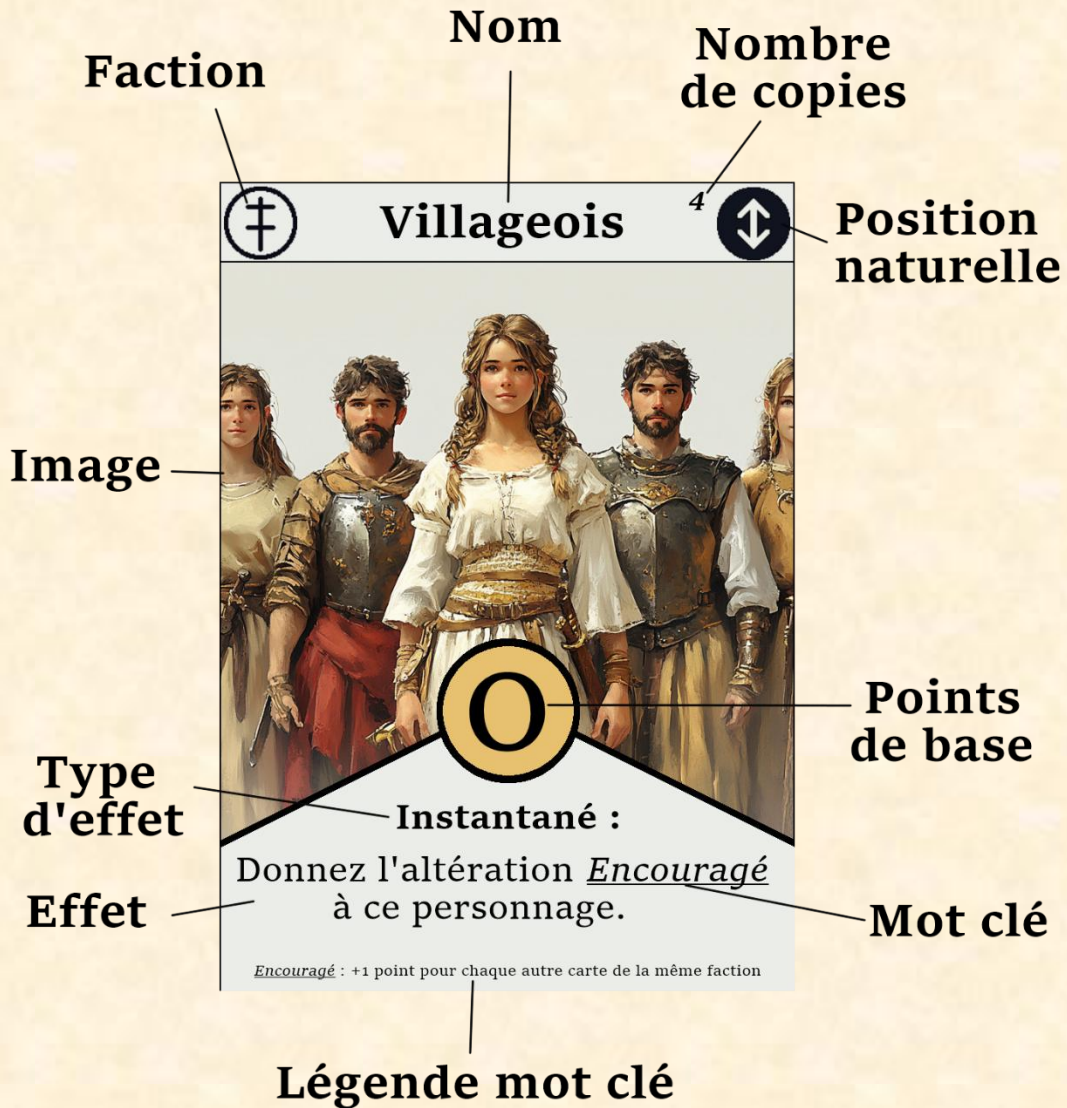 Nom
Nombre
de copies
Faction
Villageois
4
Position
naturelle
Image
0
Points
de base
Type
d'effet
Instantané :
Donnez l'altération Encouragé
à ce personnage.
Effet
Mot clé
Encouragé : +1 point pour chaque autre carte de la même faction
Légende mot clé